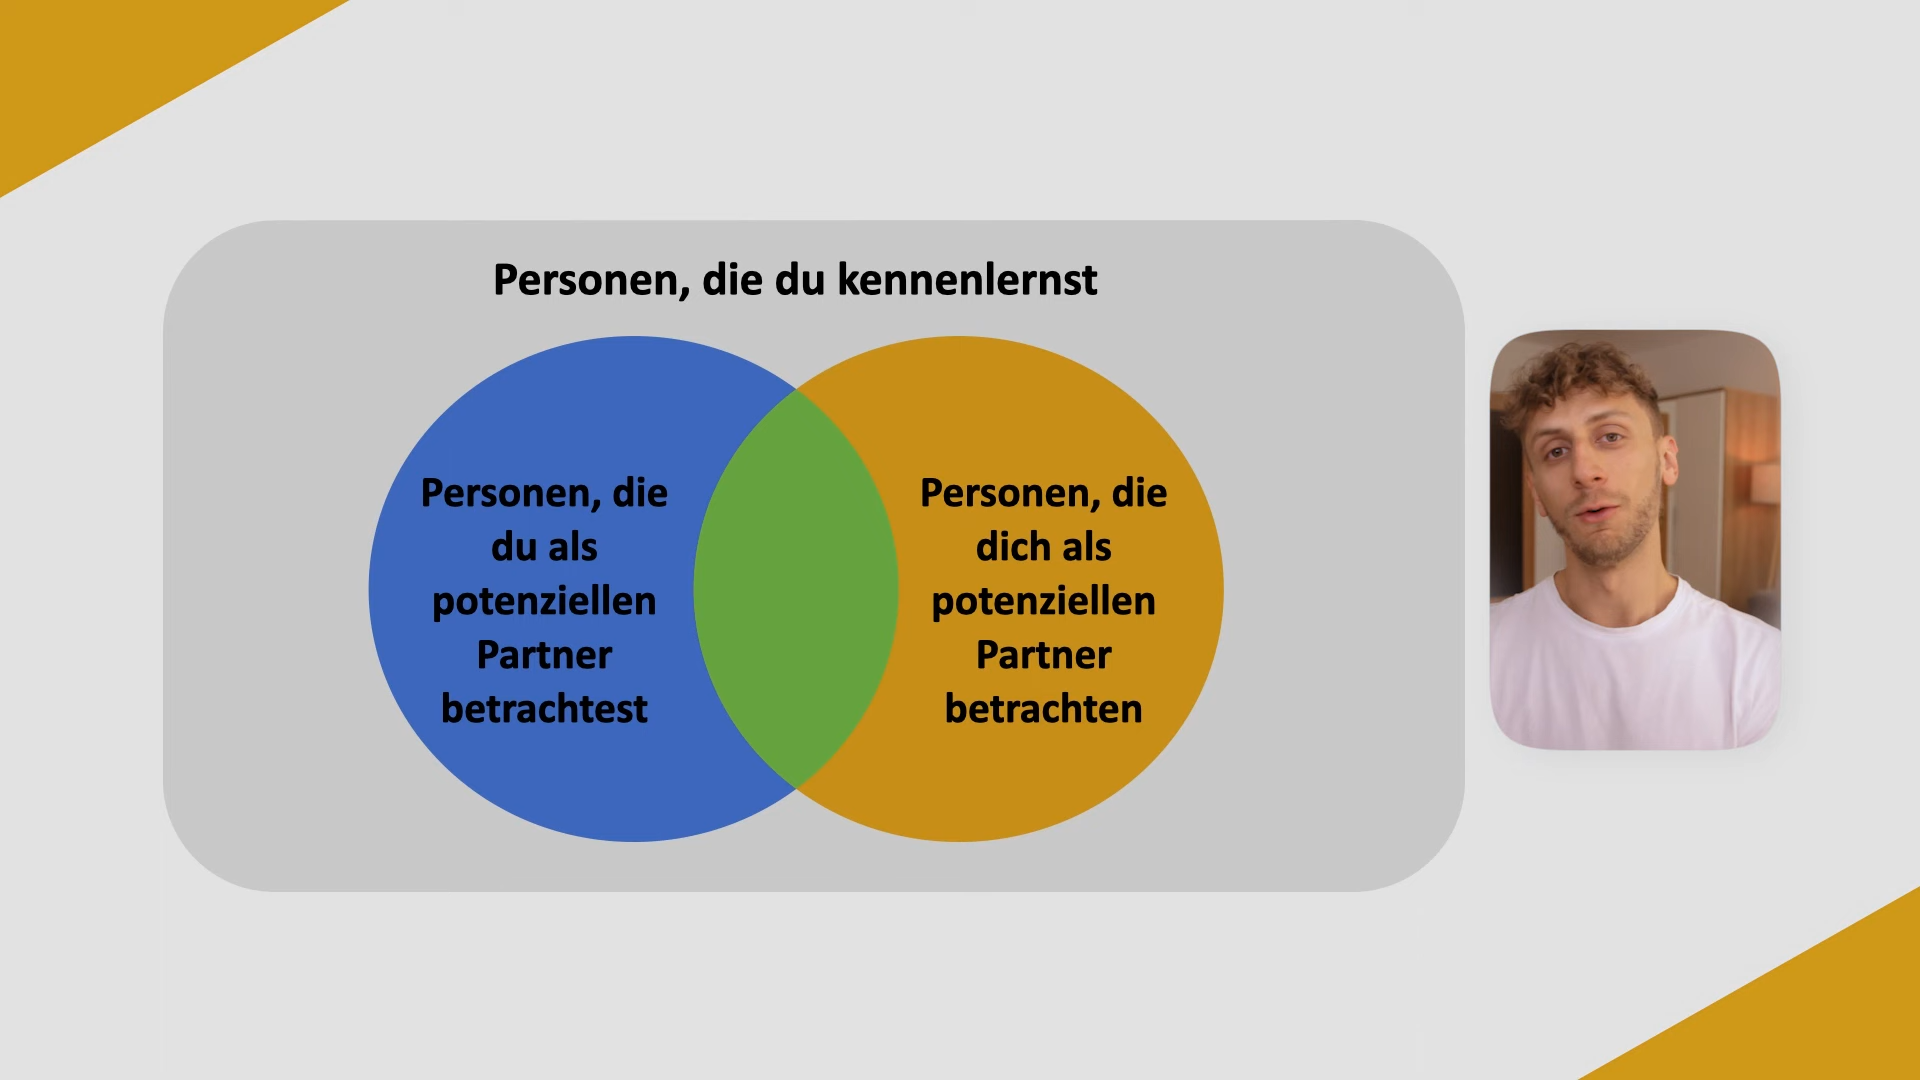 Personen, die du kennenlernst
Personen, die
du als
potenziellen
Partner
betrachtest
Personen, die
dich als
potenziellen
Partner
betrachten